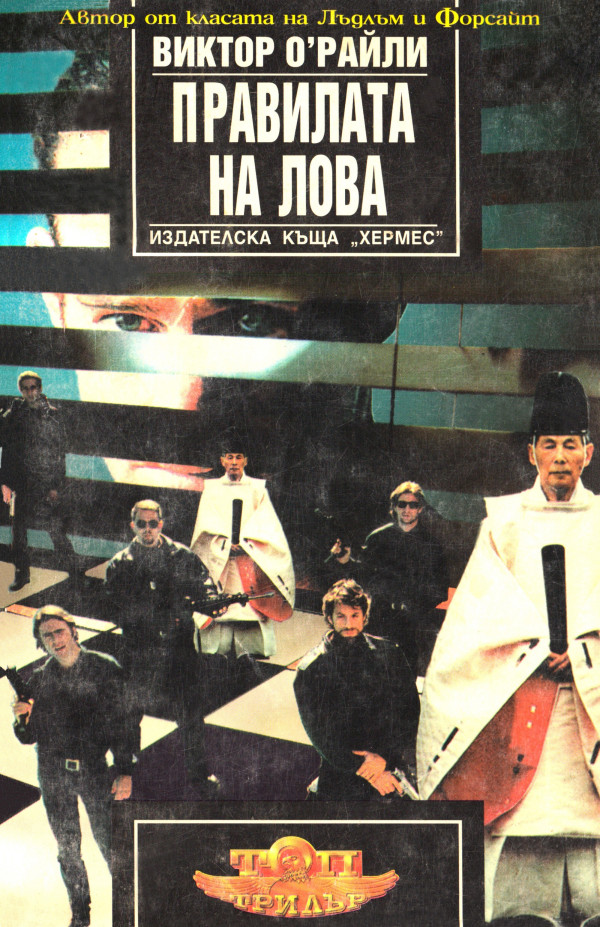 Автор от класата на Лъдлъм и Форсайт
ВИКТОР О'РАЙЛИ
ПРАВИЛАТА
НА ЛОВА
ИЗДАТЕЛСКА КЪЩА „ХЕРМЕС"
ТОП
ТРИЛЪР